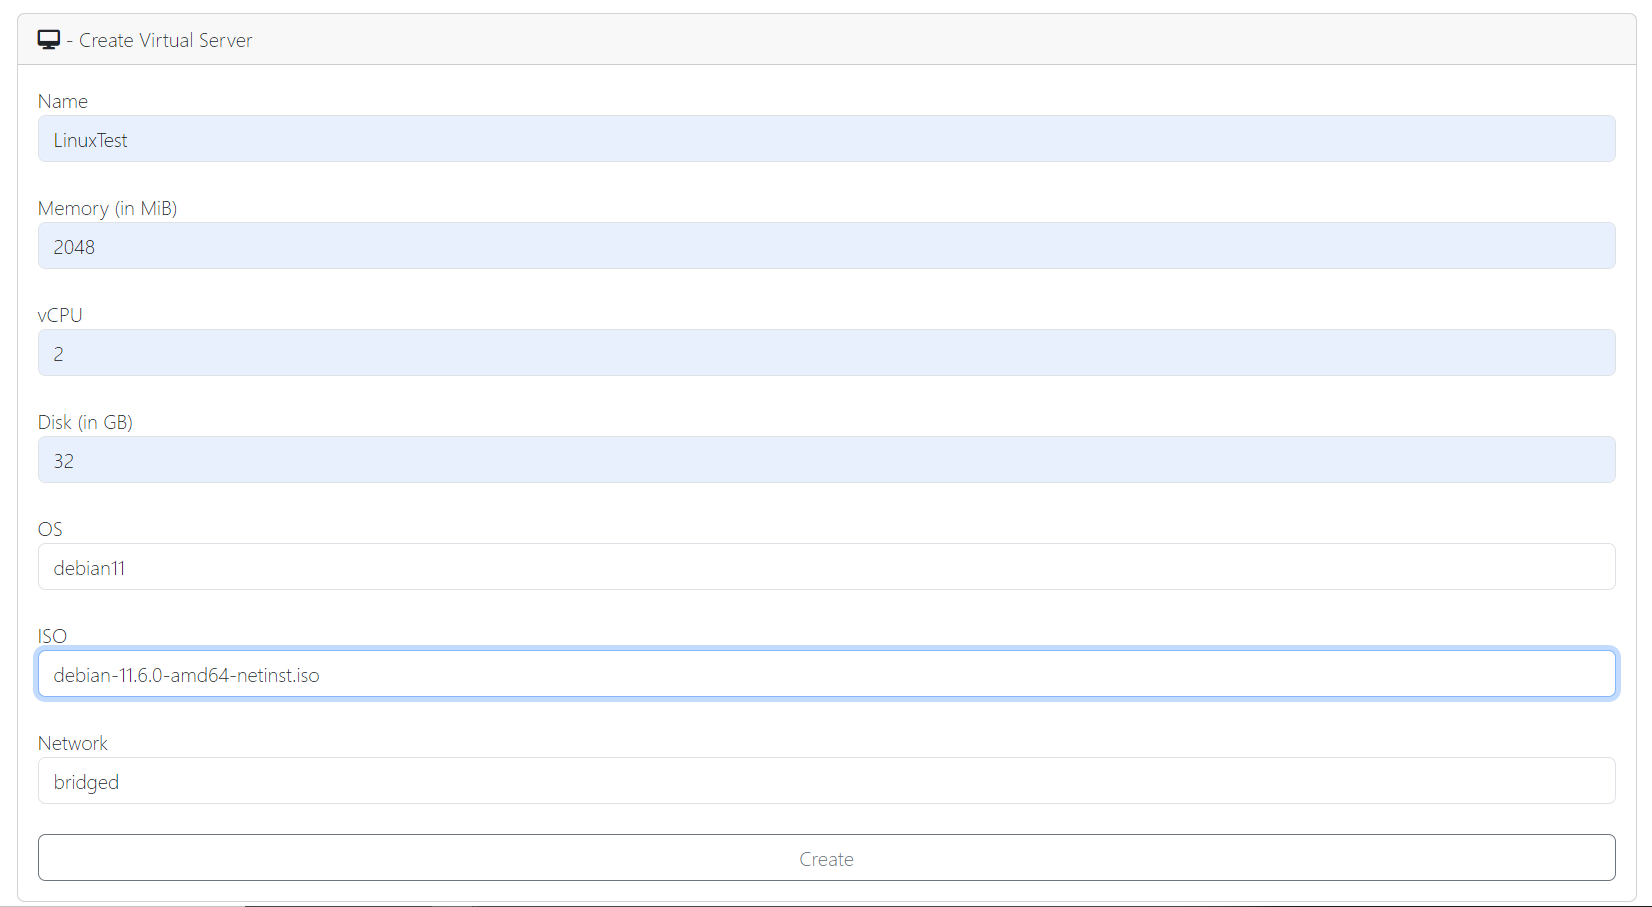 - Create Virtual Server
Name
LinuxTest
Memory (in MiB)
2048
vCPU
2
Disk (in GB)
32
OS
debian11
ISO
debian-11.6.0-amd64-netinst.iso
Network
bridged
Create